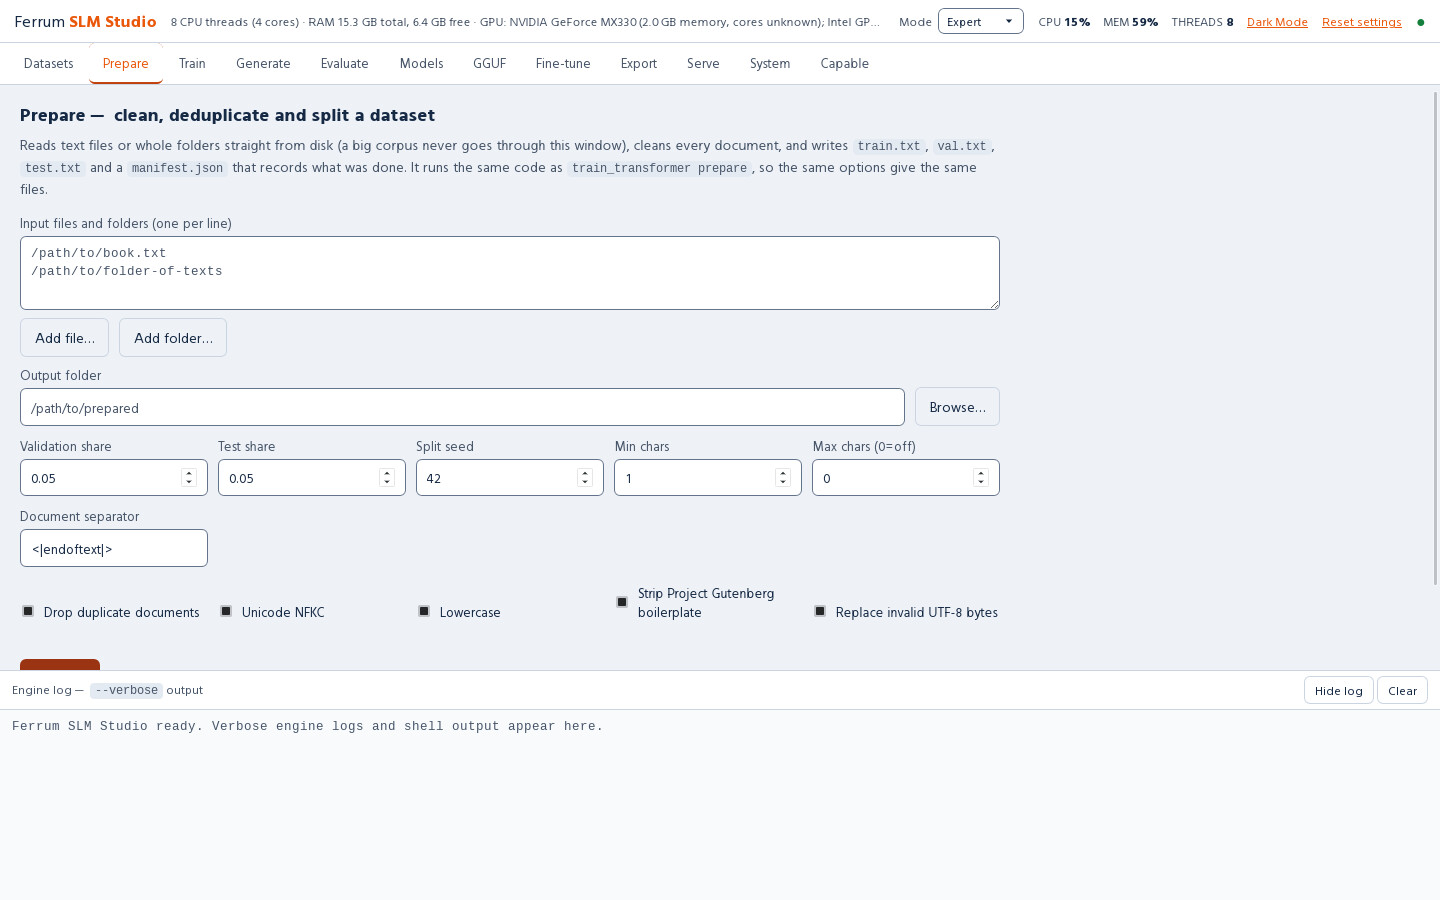 Ferrum SLM Studio 8 CPU threads (4 cores) · RAM 15.3 GB total, 6.4 GB free · GPU: NVIDIA GeForce MX330 (2.0 GB memory, cores unknown); Intel GP... Mode Expert CPU 15% MEM 59% THREADS 8 Dark Mode Reset settings
Datasets Prepare Train Generate Evaluate Models GGUF Fine-tune Export Serve System Capable
Prepare — clean, deduplicate and split a dataset
Reads text files or whole folders straight from disk (a big corpus never goes through this window), cleans every document, and writes train.txt, val.txt,
test.txt and a manifest.json that records what was done. It runs the same code as train_transformer prepare, so the same options give the same
files.
Input files and folders (one per line)
/path/to/book.txt
/path/to/folder-of-texts
Add file... Add folder...
Output folder
/path/to/prepared Browse...
Validation share Test share Split seed Min chars Max chars (0=off)
0.05 0.05 42 1 0
Document separator
<|endoftext|>
Drop duplicate documents Unicode NFKC Lowercase Strip Project Gutenberg boilerplate Replace invalid UTF-8 bytes
Engine log — --verbose output Hide log Clear
Ferrum SLM Studio ready. Verbose engine logs and shell output appear here.